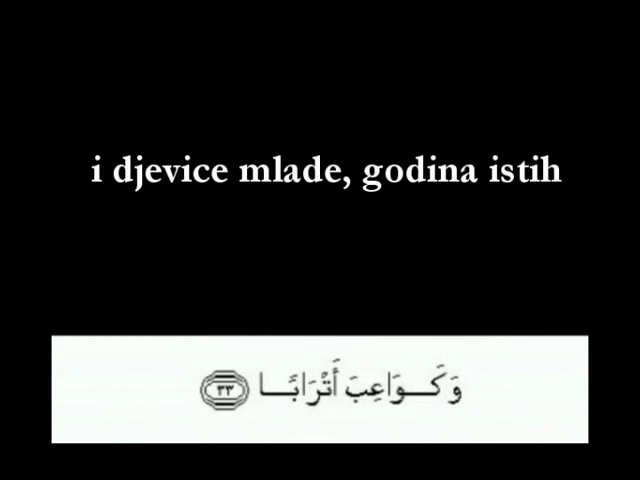 i djevice mlade, godina istih
وَكَوَاعِبَ أَتْرَابًا ٣٣